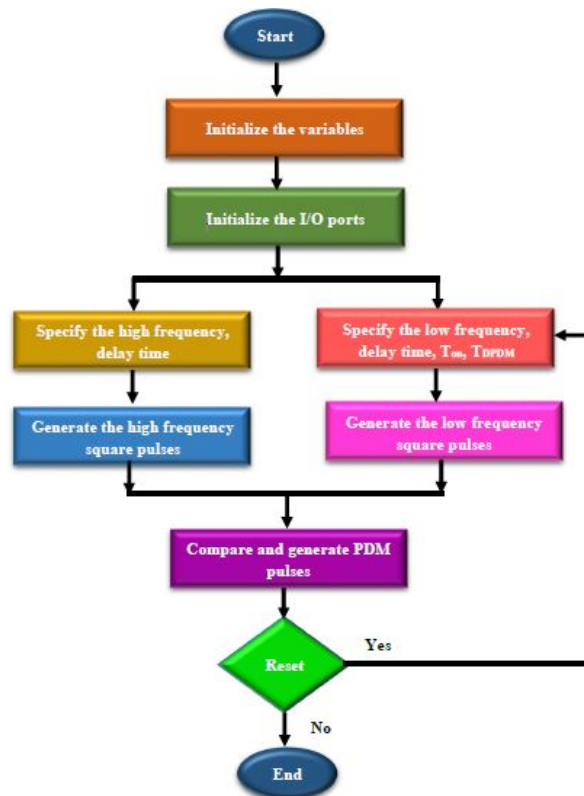 Start
Initialize the variables
Initialize the I/O ports
Specify the high frequency,
delay time
Specify the low frequency,
delay time, Ton, TDPDM
Generate the high frequency
square pulses
Generate the low frequency
square pulses
Compare and generate PDM
pulses
Reset
Yes
No
End